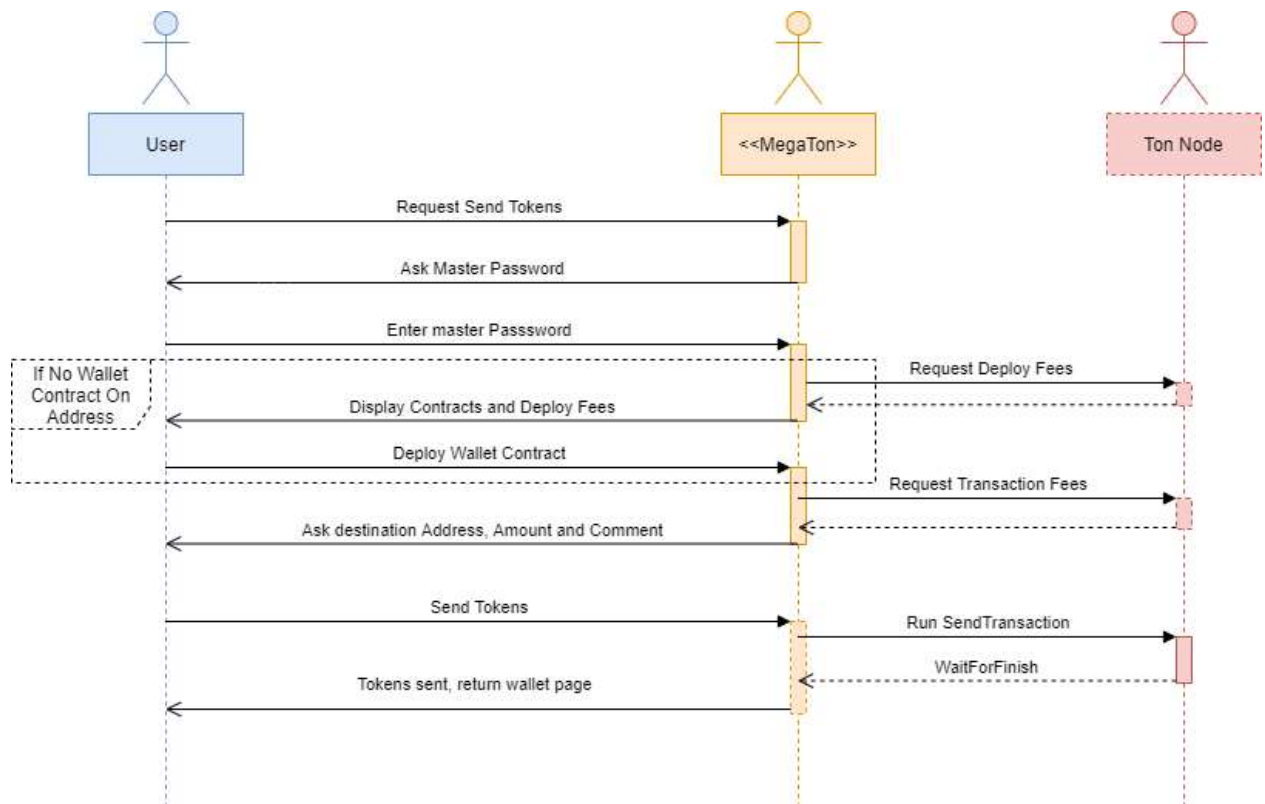 User
<<MegaTon>>
Ton Node
Request Send Tokens
Ask Master Password
Enter master Passsword
If No Wallet
Contract On
Address
Request Deploy Fees
Display Contracts and Deploy Fees
Deploy Wallet Contract
Request Transaction Fees
Ask destination Address, Amount and Comment
Send Tokens
Run SendTransaction
WaitForFinish
Tokens sent, return wallet page